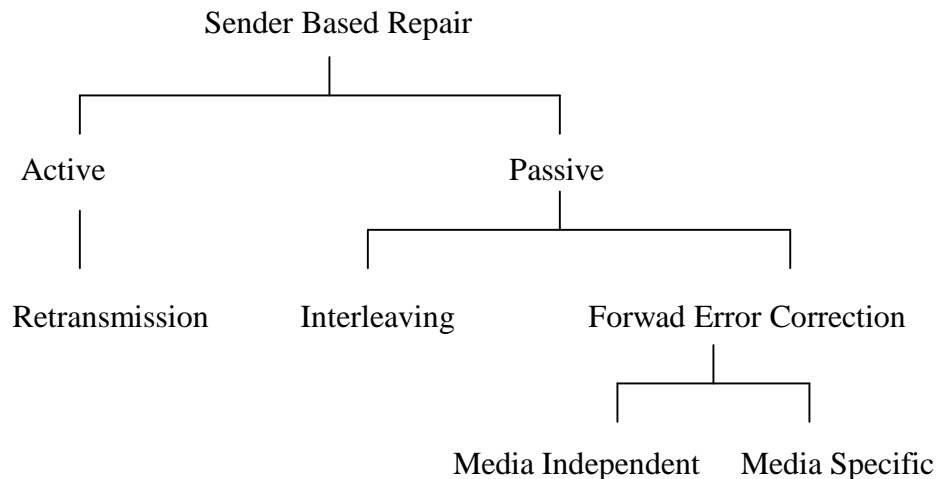 Sender Based Repair
Active Passive
Retransmission Interleaving Forwad Error Correction
Media Independent Media Specific